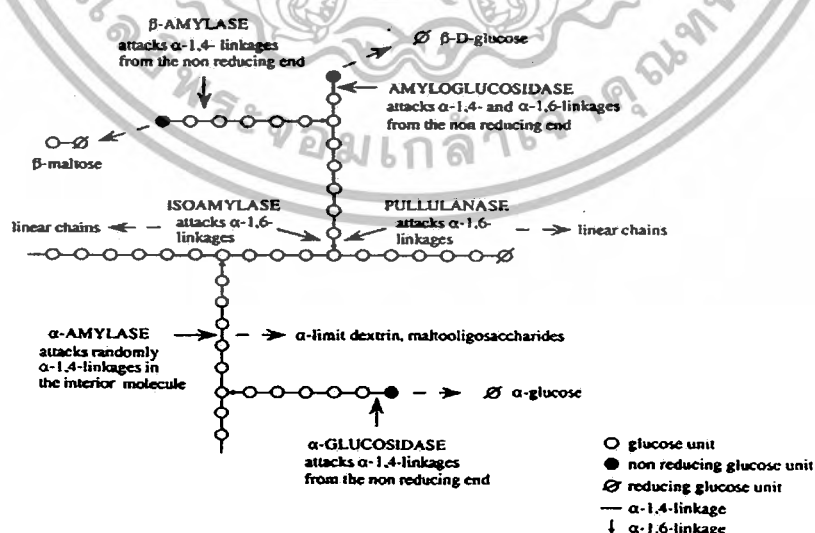 β-AMYLASE
attacks α-1,4- linkages
from the non reducing end
β-D-glucose
AMYLOGLUCOSIDASE
attacks α-1,4- and α-1,6-linkages
from the non reducing end
β-maltose
ISOAMYLASE
attacks α-1,6-
linkages
linear chains
PULLULANASE
attacks α-1,6-
linkages
linear chains
α-AMYLASE
attacks randomly
α-1,4-linkages in
the interior molecule
α-limit dextrin, maltooligosaccharides
α-glucose
α-GLUCOSIDASE
attacks α-1,4-linkages
from the non reducing end
glucose unit
non reducing glucose unit
reducing glucose unit
α-1,4-linkage
α-1,6-linkage